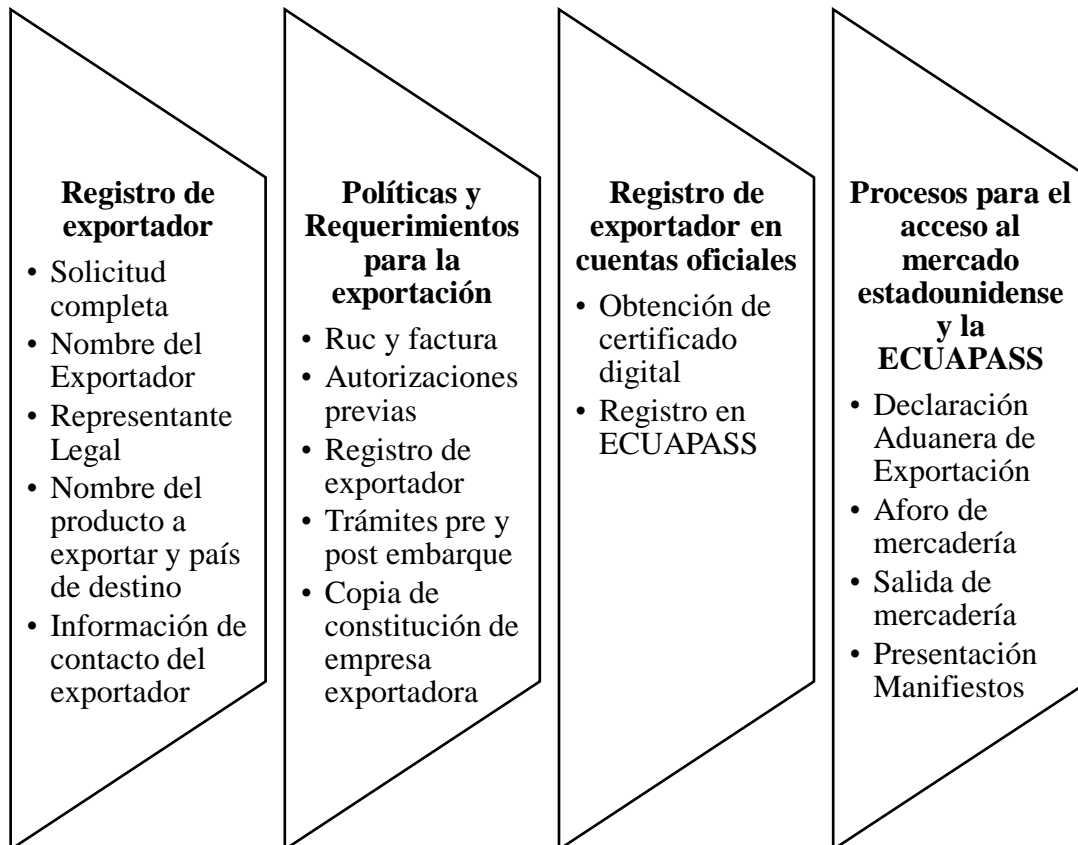 Registro de
exportador
• Solicitud
completa
• Nombre del
Exportador
• Representante
Legal
• Nombre del
producto a
exportar y país
de destino
• Información de
contacto del
exportador
Políticas y
Requerimientos
para la
exportación
• Ruc y factura
• Autorizaciones
previas
• Registro de
exportador
• Trámites pre y
post embarque
• Copia de
constitución de
empresa
exportadora
Registro de
exportador en
cuentas oficiales
• Obtención de
certificado
digital
• Registro en
ECUAPASS
Procesos para el
acceso al
mercado
estadounidense
y la
ECUAPASS
• Declaración
Aduanera de
Exportación
• Aforo de
mercadería
• Salida de
mercadería
• Presentación
Manifiestos